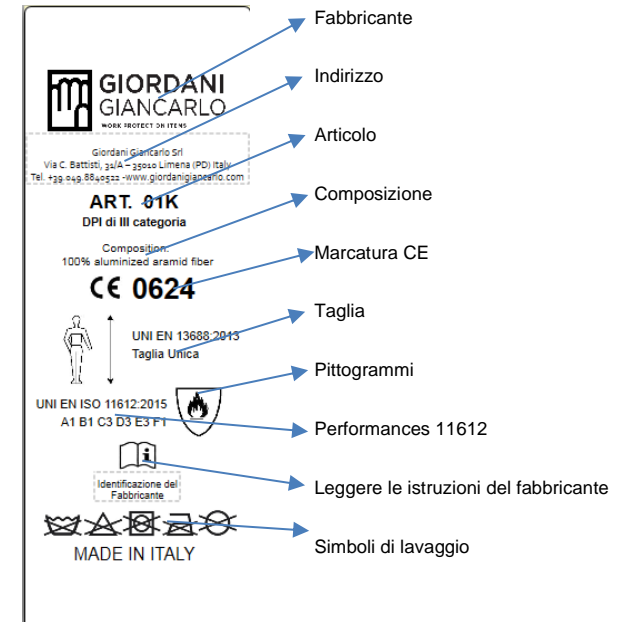 Fabbricante
GIORDANI
GIANCARLO
WORK PROTECTION ITEMS
Indirizzo
Giordani Giancarlo Srl
Via C. Battisti, 31/A – 35010 Limena (PD) Italy
Tel. +39.049.8840522 -www.giordanigiancarlo.com
Articolo
ART. 01K
DPI di III categoria
Composizione
Composition:
100% aluminized aramid fiber
Marcatura CE
CE 0624
Taglia
UNI EN 13688:2013
Taglia Unica
Pittogrammi
UNI EN ISO 11612:2015
A1 B1 C3 D3 E3 F1
Performances 11612
i
Leggere le istruzioni del fabbricante
Identificazione del
Fabbricante
Simboli di lavaggio
MADE IN ITALY